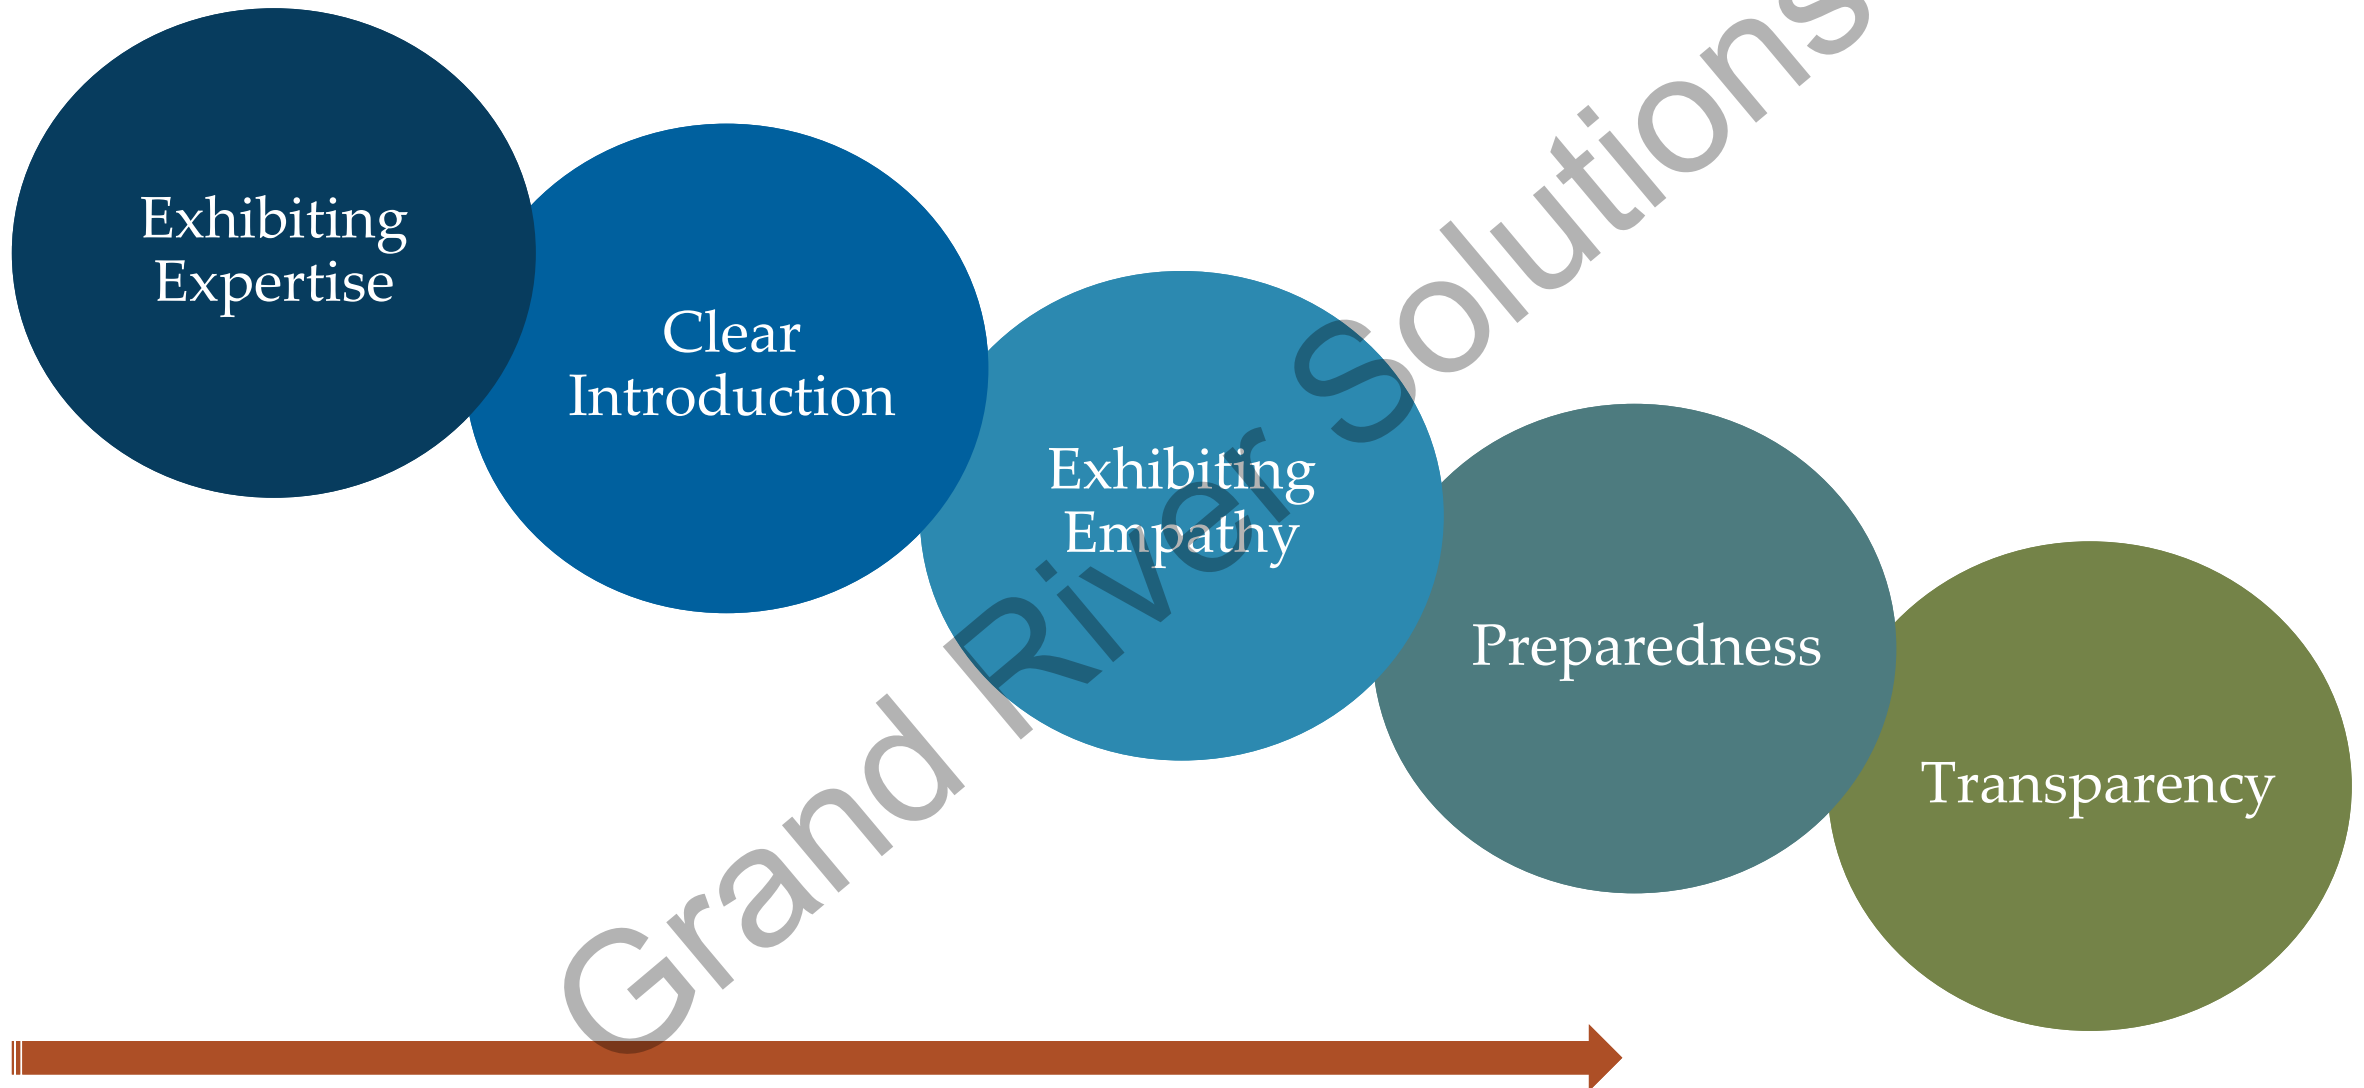 Exhibiting
Expertise
Clear
Introduction
Exhibiting
Empathy
Preparedness
Transparency
Grand River Solutions